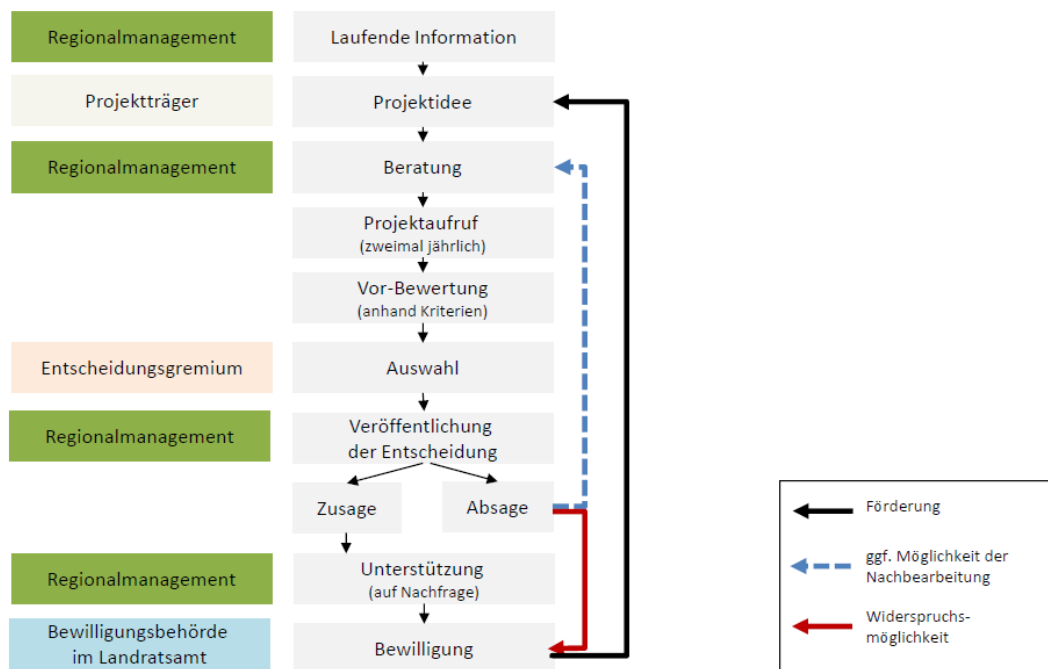 Regionalmanagement
Laufende Information
Projektträger
Projektidee
Regionalmanagement
Beratung
Projektaufruf
(zweimal jährlich)
Vor-Bewertung
(anhand Kriterien)
Entscheidungsgremium
Auswahl
Regionalmanagement
Veröffentlichung
der Entscheidung
Zusage
Absage
Regionalmanagement
Unterstützung
(auf Nachfrage)
Bewilligungsbehörde
im Landratsamt
Bewilligung
Förderung
ggf. Möglichkeit der
Nachbearbeitung
Widerspruchs-
möglichkeit